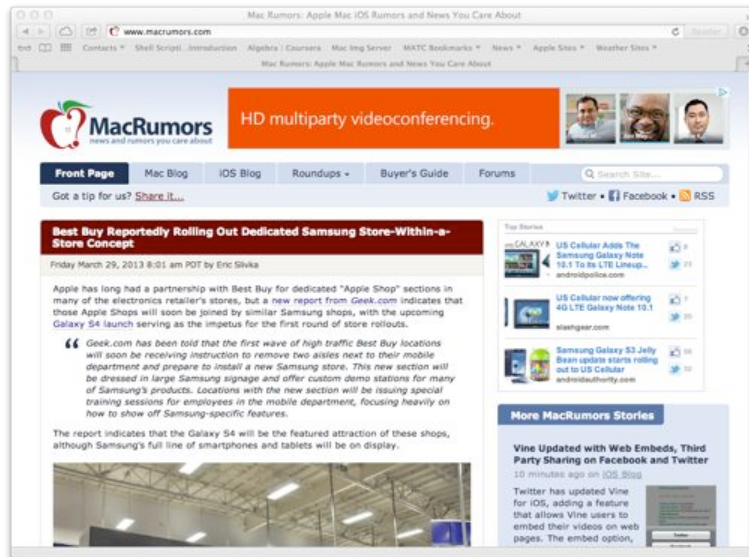 Mac Rumors: Apple Mac iOS Rumors and News You Care About
www.macrumors.com
Reader
Contacts Shell Scripti...Introduction Algebra | Coursera Mac Img Server MATC Bookmarks News Apple Sites Weather Sites
Mac Rumors: Apple Mac Rumors and News You Care About
MacRumors
news and rumors you care about
HD multiparty videoconferencing.
Front Page Mac Blog iOS Blog Roundups Buyer's Guide Forums Search Site...
Got a tip for us? Share it... Twitter • Facebook • RSS
Best Buy Reportedly Rolling Out Dedicated Samsung Store-Within-a-
Store Concept
Friday March 29, 2013 8:01 am PDT by Eric Slivka
Apple has long had a partnership with Best Buy for dedicated "Apple Shop" sections in
many of the electronics retailer's stores, but a new report from Geek.com indicates that
those Apple Shops will soon be joined by similar Samsung shops, with the upcoming
Galaxy S4 launch serving as the impetus for the first round of store rollouts.
“ Geek.com has been told that the first wave of high traffic Best Buy locations
will soon be receiving instruction to remove two aisles next to their mobile
department and prepare to install a new Samsung store. This new section will
be dressed in large Samsung signage and offer custom demo stations for many
of Samsung's products. Locations with the new section will be issuing special
training sessions for employees in the mobile department, focusing heavily on
how to show off Samsung-specific features.
The report indicates that the Galaxy S4 will be the featured attraction of these shops,
although Samsung's full line of smartphones and tablets will be on display.
Top Stories
US Cellular Adds The
Samsung Galaxy Note
10.1 To Its LTE Lineup...
androidpolice.com
US Cellular now offering
4G LTE Galaxy Note 10.1
slashgear.com
Samsung Galaxy S3 Jelly
Bean update starts rolling
out to US Cellular
androidauthority.com
More MacRumors Stories
Vine Updated with Web Embeds, Third
Party Sharing on Facebook and Twitter
10 minutes ago on iOS Blog
Twitter has updated Vine
for iOS, adding a feature
that allows Vine users to
embed their videos on web
pages. The embed option,